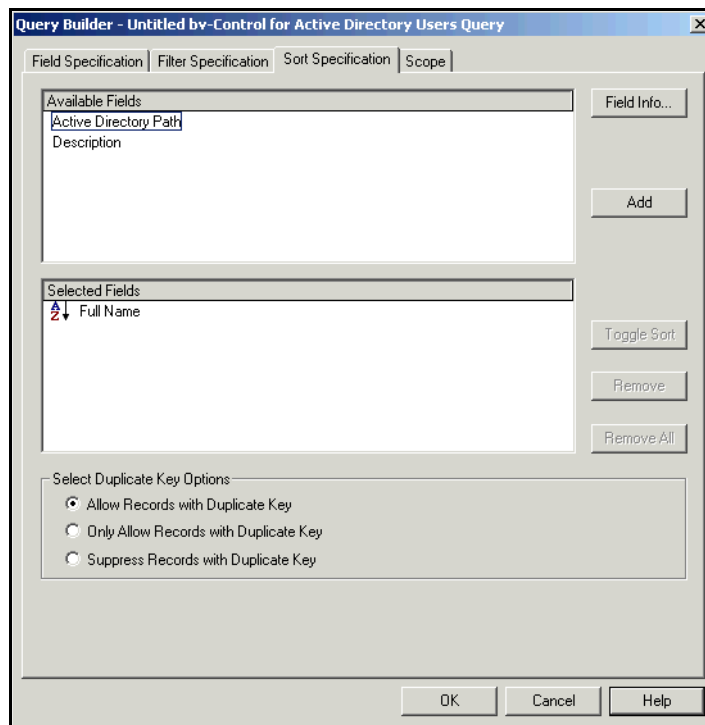 Query Builder - Untitled bv-Control for Active Directory Users Query
Field Specification Filter Specification Sort Specification Scope
Available Fields
Field Info...
Active Directory Path
Description
Add
Selected Fields
A
Z
Full Name
Toggle Sort
Remove
Remove All
Select Duplicate Key Options
Allow Records with Duplicate Key
Only Allow Records with Duplicate Key
Suppress Records with Duplicate Key
OK Cancel Help